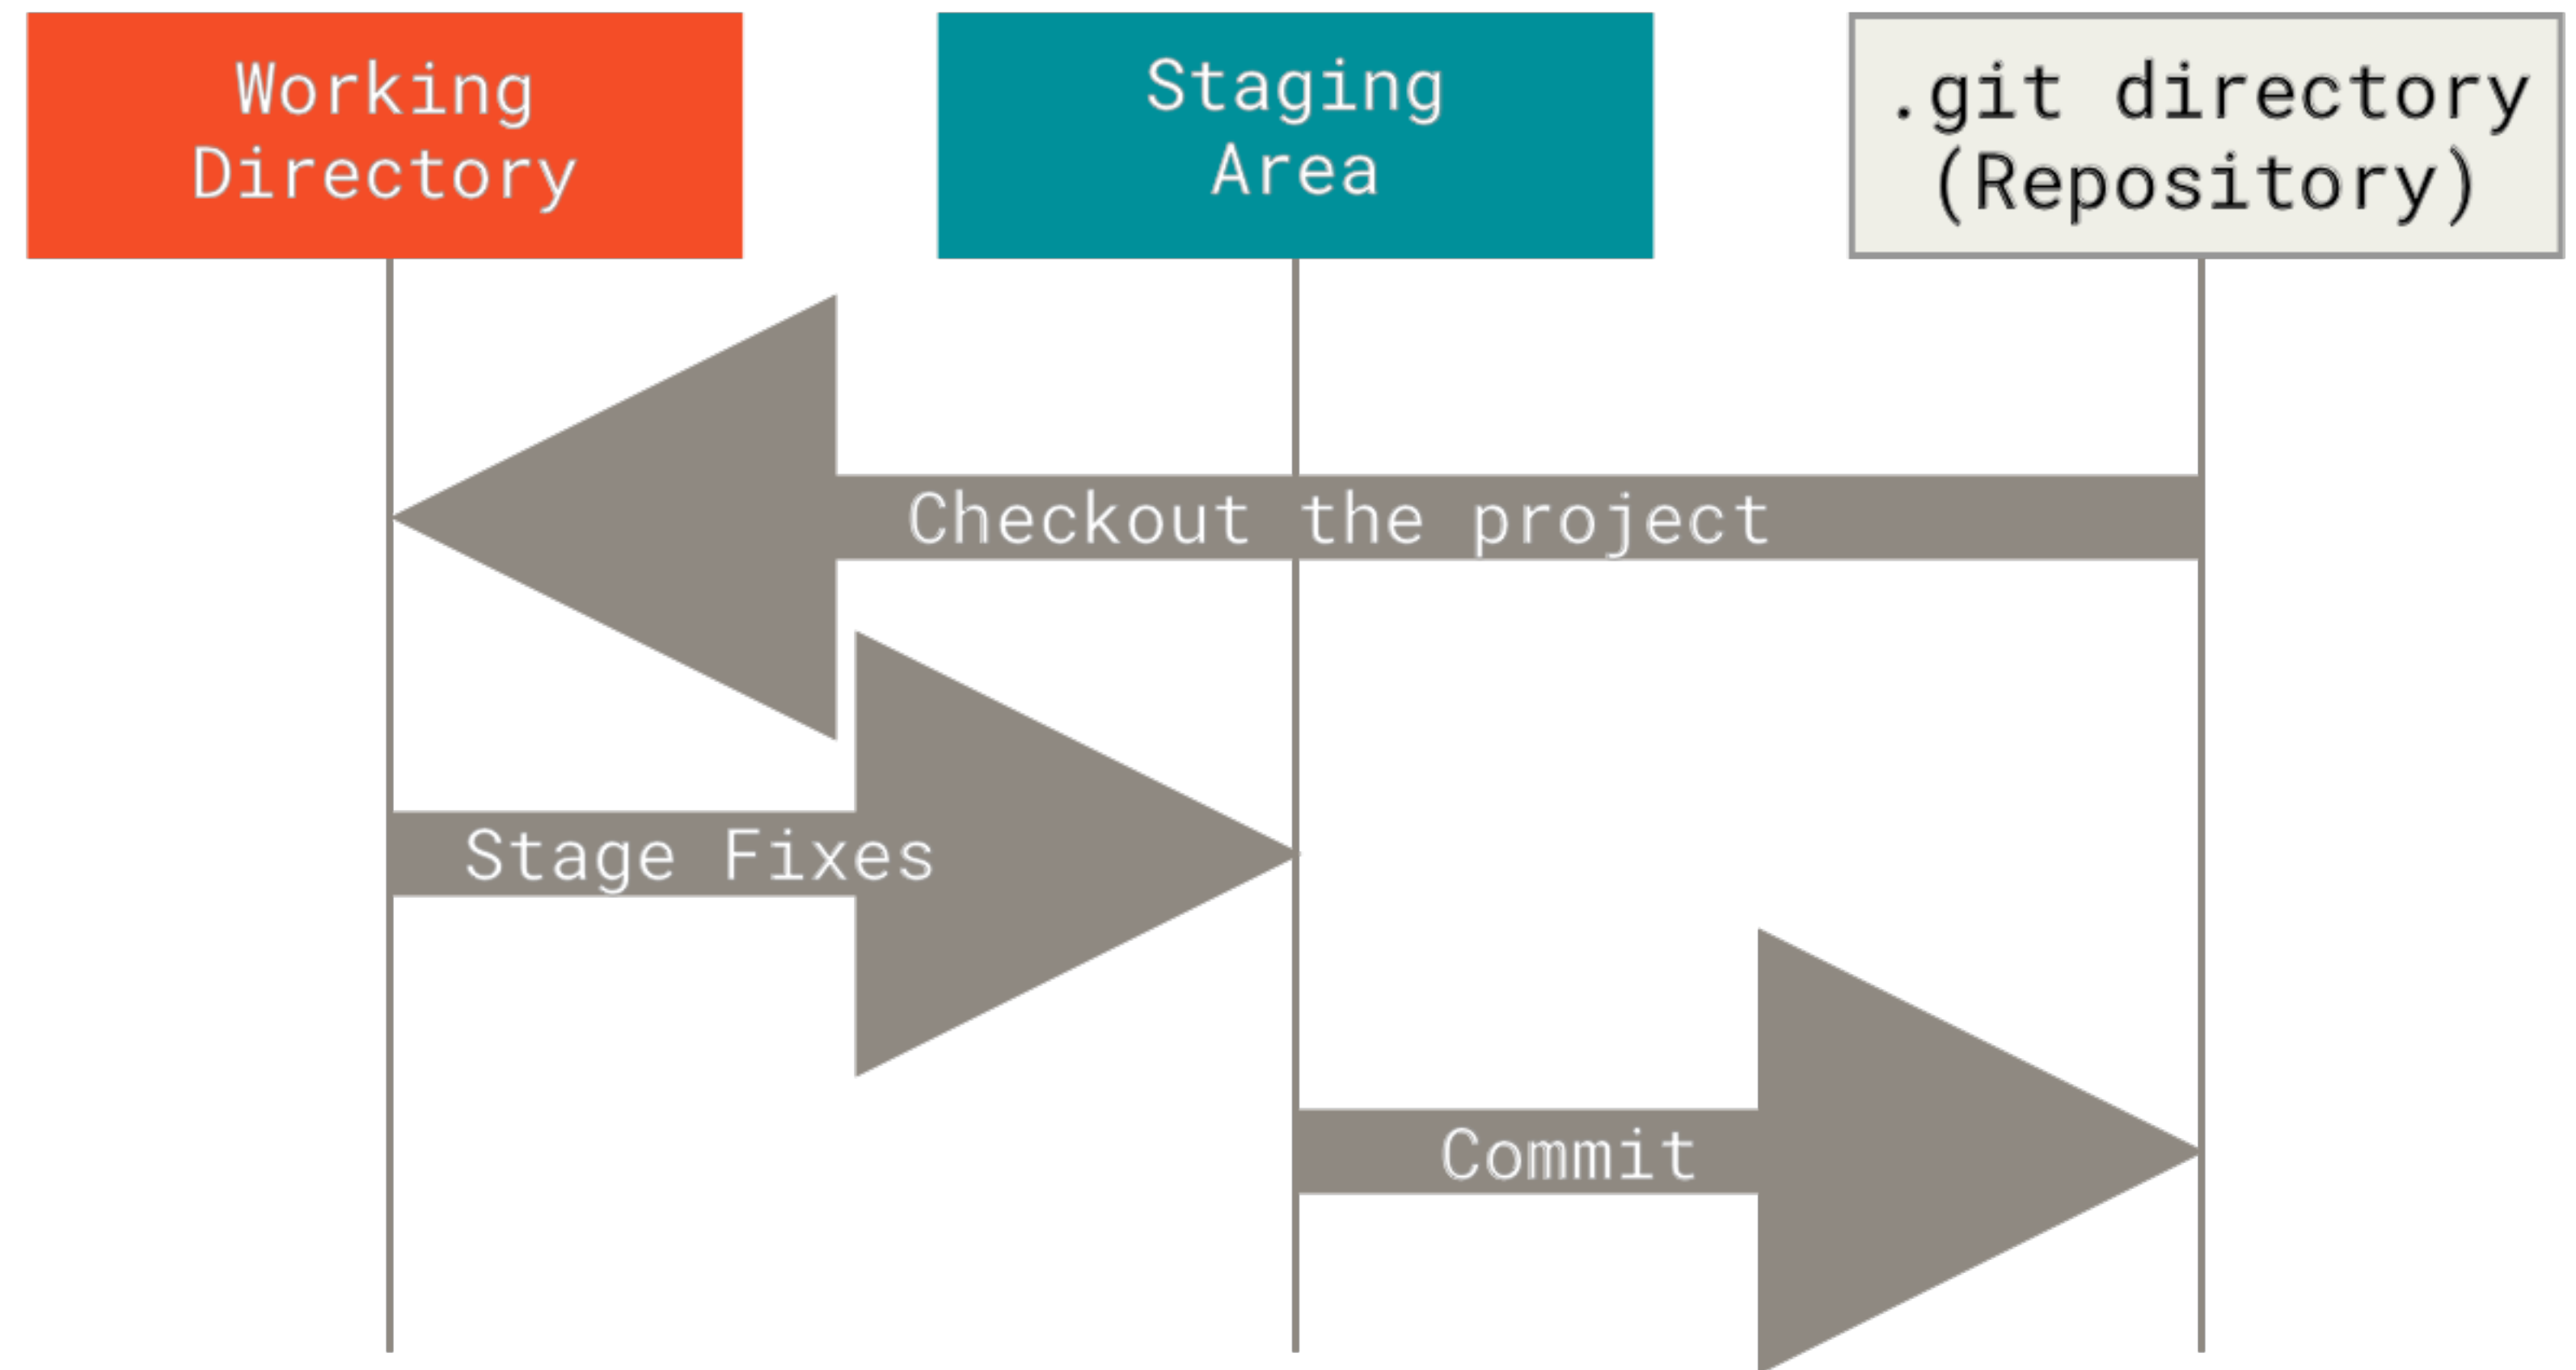 Working
Directory
Staging
Area
.git directory
(Repository)
Checkout the project
Stage Fixes
Commit